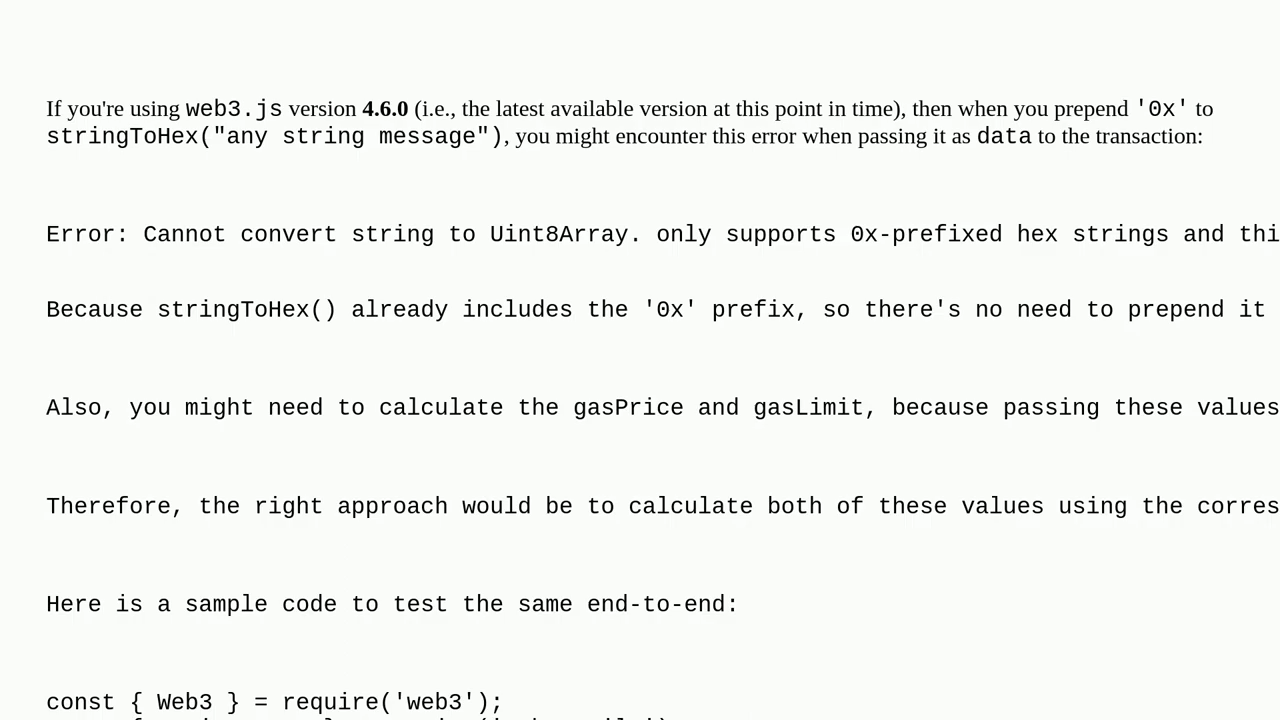 If you're using web3.js version 4.6.0 (i.e., the latest available version at this point in time), then when you prepend '0x' to
stringToHex("any string message"), you might encounter this error when passing it as data to the transaction:
Error: Cannot convert string to Uint8Array. only supports 0x-prefixed hex strings and thi
Because stringToHex() already includes the '0x' prefix, so there's no need to prepend it
Also, you might need to calculate the gasPrice and gasLimit, because passing these values
Therefore, the right approach would be to calculate both of these values using the corres
Here is a sample code to test the same end-to-end:
const { Web3 } = require('web3');